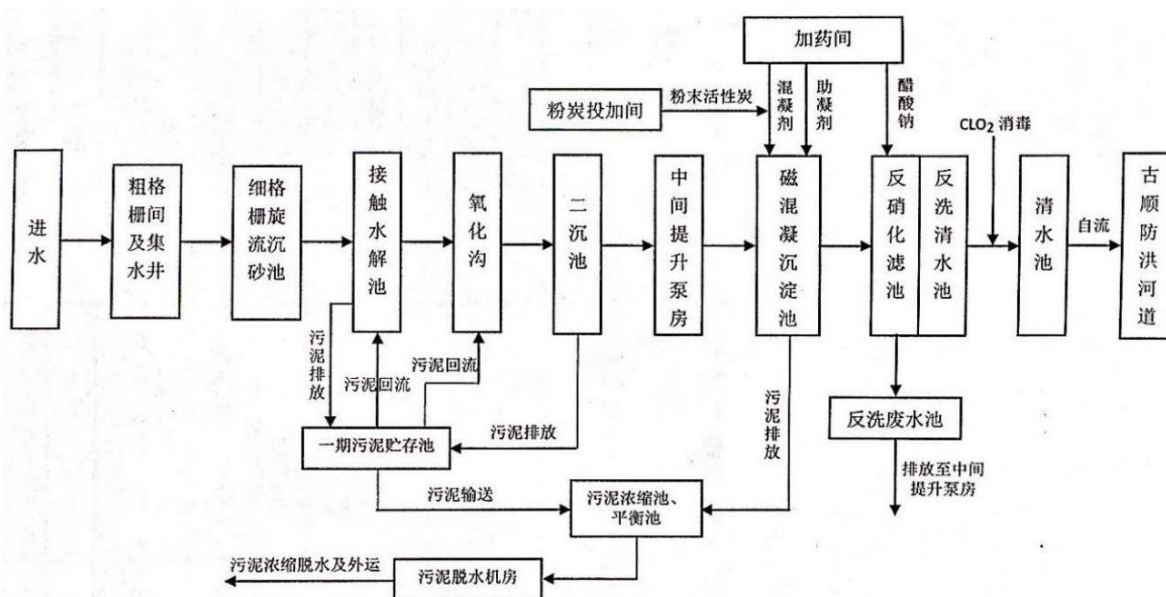 加药间
粉炭投加间
粉末活性炭
混凝剂
助凝剂
醋酸钠
CLO₂ 消毒
进水
粗格
栅间
及集
水井
细格
栅旋
流沉
砂池
接触水解池
氧化沟
二沉池
中间提升泵房
磁混凝沉淀池
反硝化滤池
反洗清水池
清水池
自流
古顺防洪河道
污泥排放
污泥回流
污泥回流
一期污泥贮存池
污泥排放
污泥排放
反洗废水池
排放至中间
提升泵房
污泥输送
污泥浓缩池、
平衡池
污泥浓缩脱水及外运
污泥脱水机房